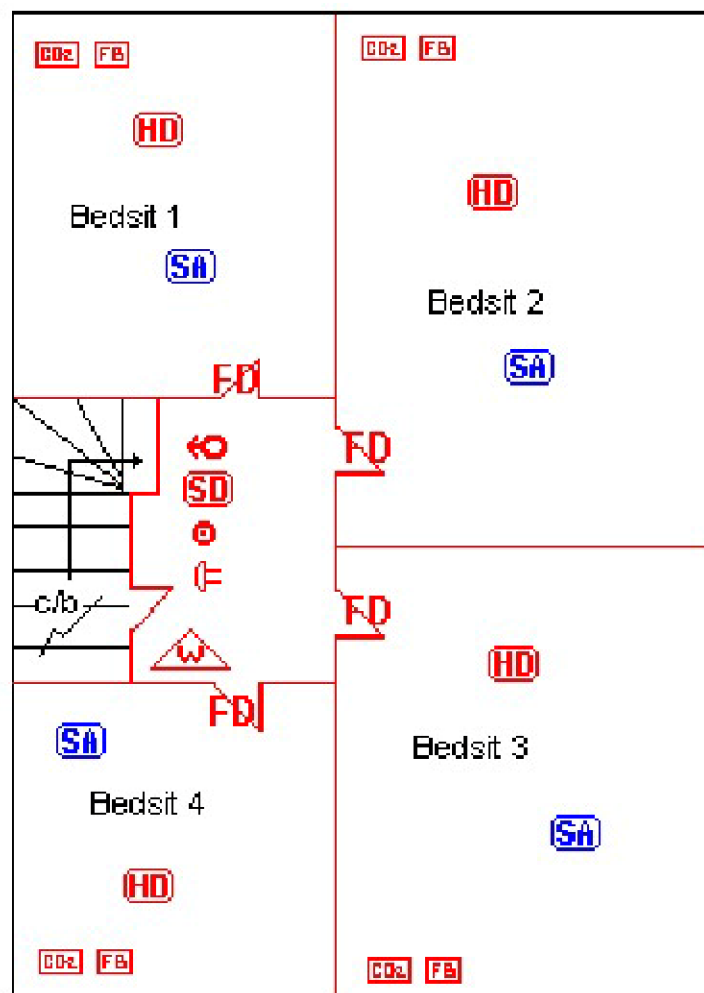 CO2 FB
CO2 FB
HD
HD
Bedsit 1
SA
Bedsit 2
SA
FD
FD
SD
c/b
FD
W
HD
FD
SA
Bedsit 3
Bedsit 4
SA
HD
CO2 FB
CO2 FB